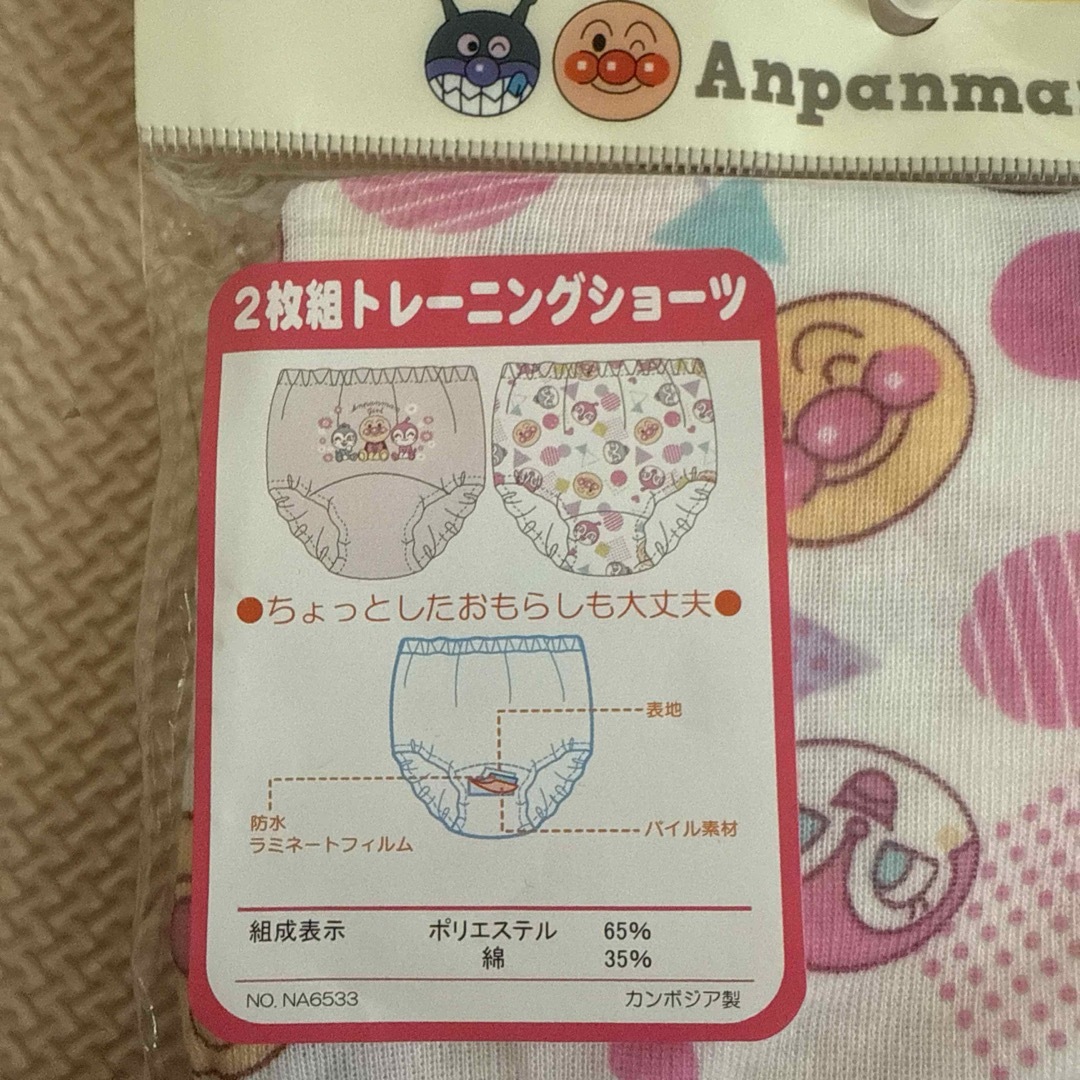 Anpanma
2枚組トレーニングショーツ
Anpanman
Girl
●ちょっとしたおもらしも大丈夫●
表地
防水
ラミネートフィルム
パイル素材
組成表示 ポリエステル 65%
綿 35%
NO. NA6533 カンボジア製